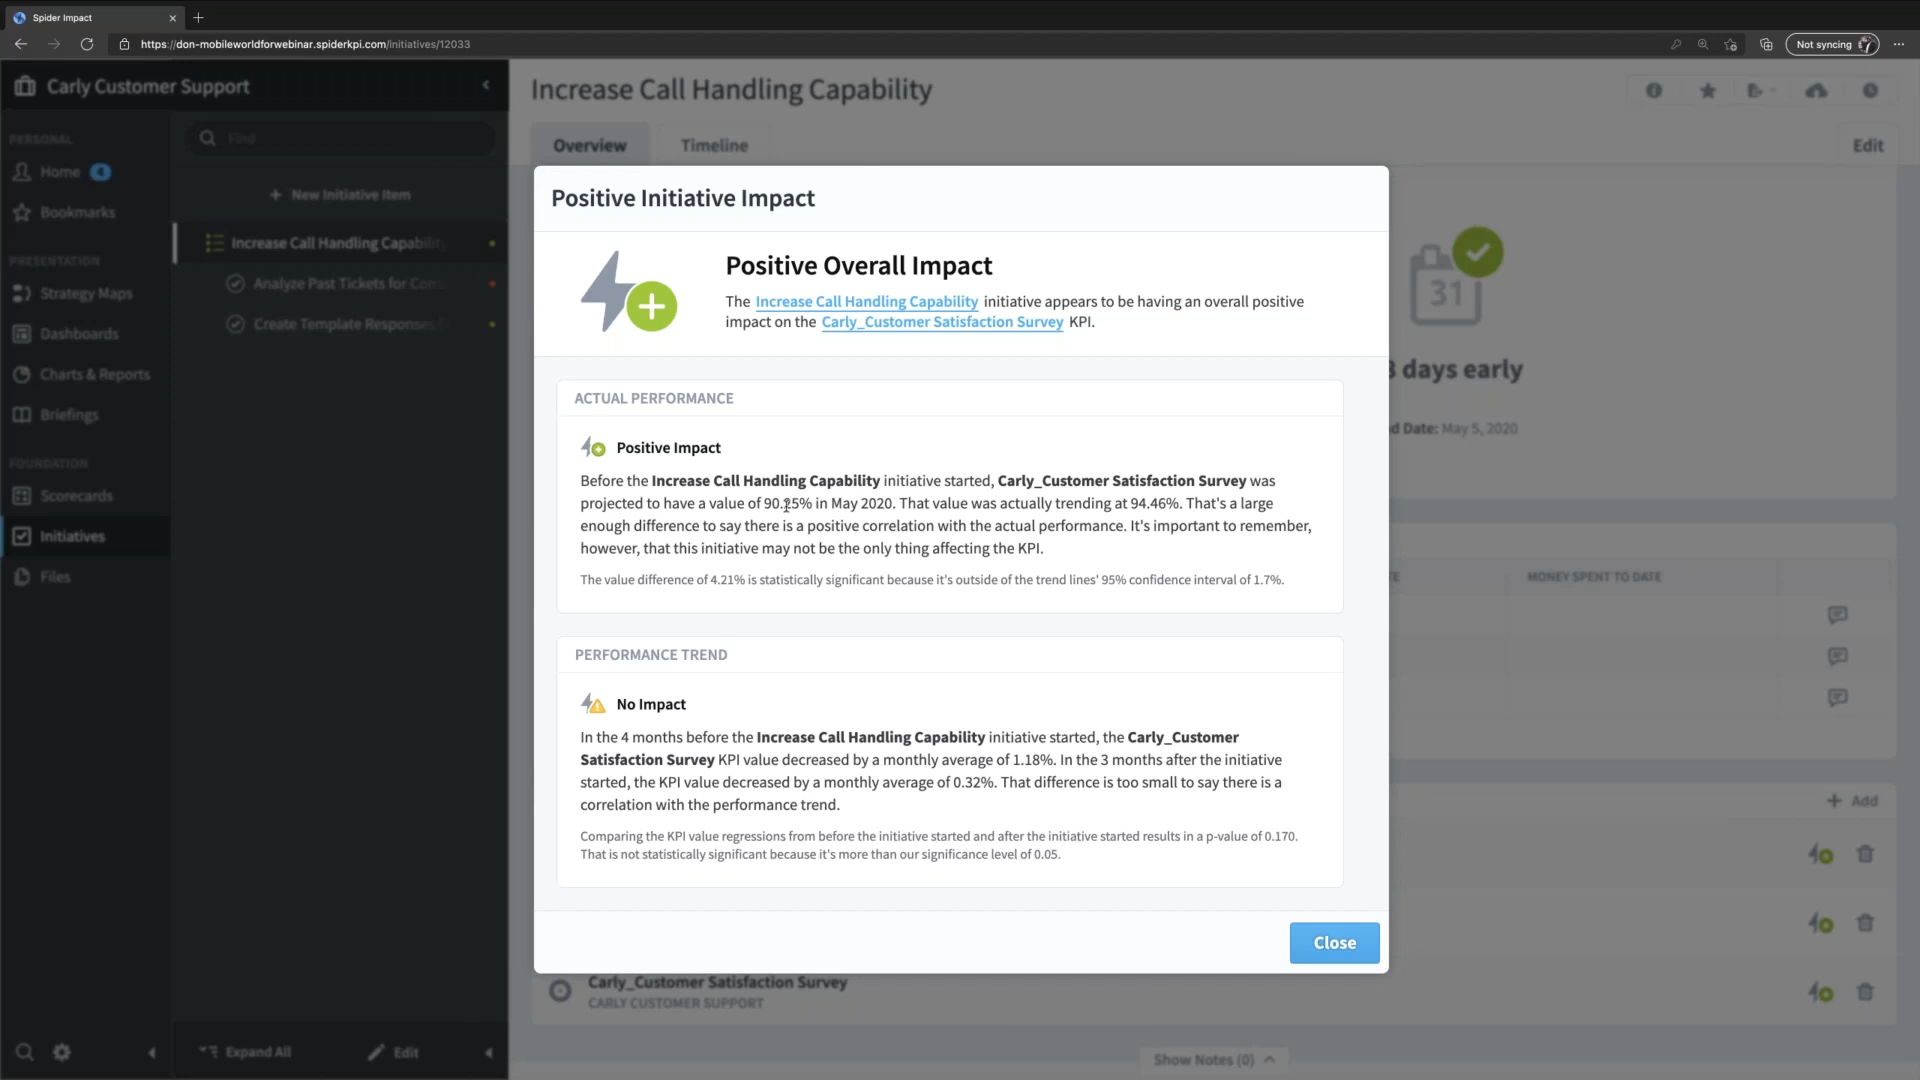 Spider Impact
https://don-mobileworldforwebinar.spiderkpi.com/initiatives/12033
Not syncing
Carly Customer Support
PERSONAL
Home 4
Bookmarks
PRESENTATION
Strategy Maps
Dashboards
Charts & Reports
Briefings
FOUNDATION
Scorecards
Initiatives
Files
Find
New Initiative Item
Increase Call Handling Capability
Analyze Past Tickets for Com
Create Template Responses
Expand All
Edit
Increase Call Handling Capability
Overview
Timeline
Edit
Positive Initiative Impact
Positive Overall Impact
The Increase Call Handling Capability initiative appears to be having an overall positive
impact on the Carly_Customer Satisfaction Survey KPI.
ACTUAL PERFORMANCE
Positive Impact
Before the Increase Call Handling Capability initiative started, Carly_Customer Satisfaction Survey was
projected to have a value of 90.25% in May 2020. That value was actually trending at 94.46%. That's a large
enough difference to say there is a positive correlation with the actual performance. It's important to remember,
however, that this initiative may not be the only thing affecting the KPI.
The value difference of 4.21% is statistically significant because it's outside of the trend lines' 95% confidence interval of 1.7%.
PERFORMANCE TREND
No Impact
In the 4 months before the Increase Call Handling Capability initiative started, the Carly_Customer
Satisfaction Survey KPI value decreased by a monthly average of 1.18%. In the 3 months after the initiative
started, the KPI value decreased by a monthly average of 0.32%. That difference is too small to say there is a
correlation with the performance trend.
Comparing the KPI value regressions from before the initiative started and after the initiative started results in a p-value of 0.170.
That is not statistically significant because it's more than our significance level of 0.05.
Close
31
days early
d Date: May 5, 2020
MONEY SPENT TO DATE
Add
Carly_Customer Satisfaction Survey
CARLY CUSTOMER SUPPORT
Show Notes (0)